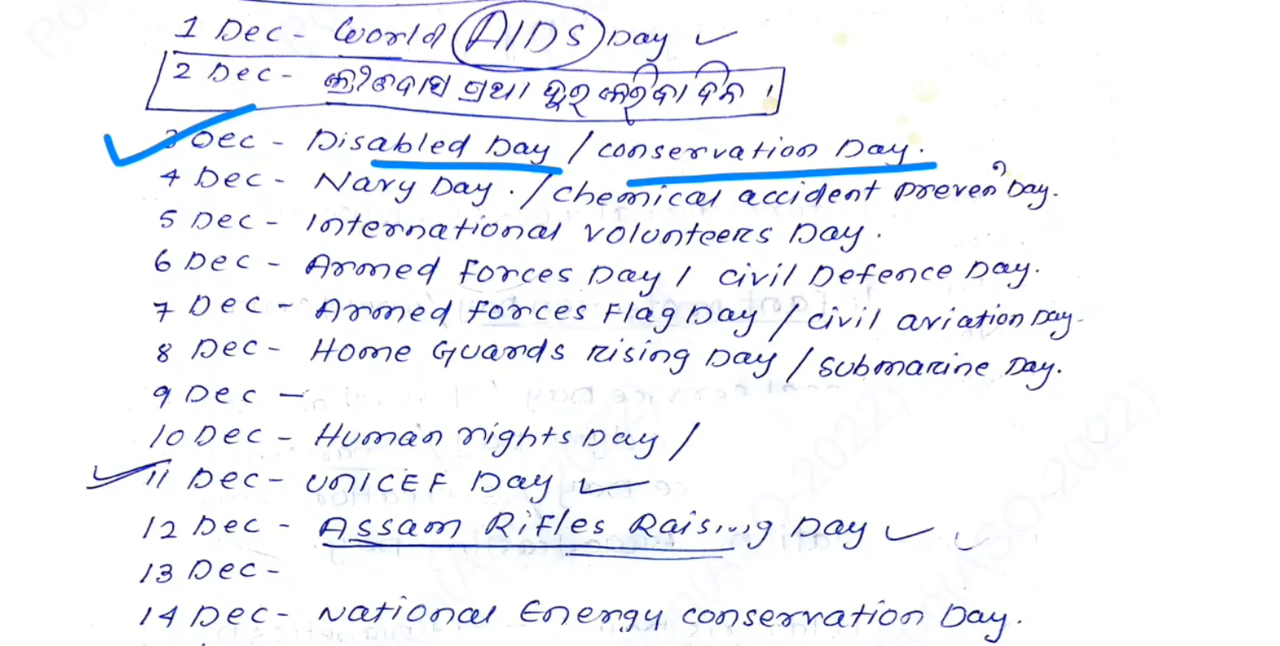 1 Dec - World AIDS Day ✓
2 Dec - କ୍ରୀତଦାସ ପ୍ରଥା ଦୂର କରିବା ଦିନ ।
3 Dec - Disabled Day / conservation Day.
4 Dec - Navy Day. / chemical accident preven^n Day.
5 Dec - International Volunteers Day.
6 Dec - Armed Forces Day / civil Defence Day.
7 Dec - Armed Forces Flag Day / civil aviation Day.
8 Dec - Home Guards rising Day / submarine Day.
9 Dec -
10 Dec - Human rights Day /
11 Dec - UNICEF Day ✓
12 Dec - Assam Rifles Raising Day ✓
13 Dec -
14 Dec - National Energy conservation Day.